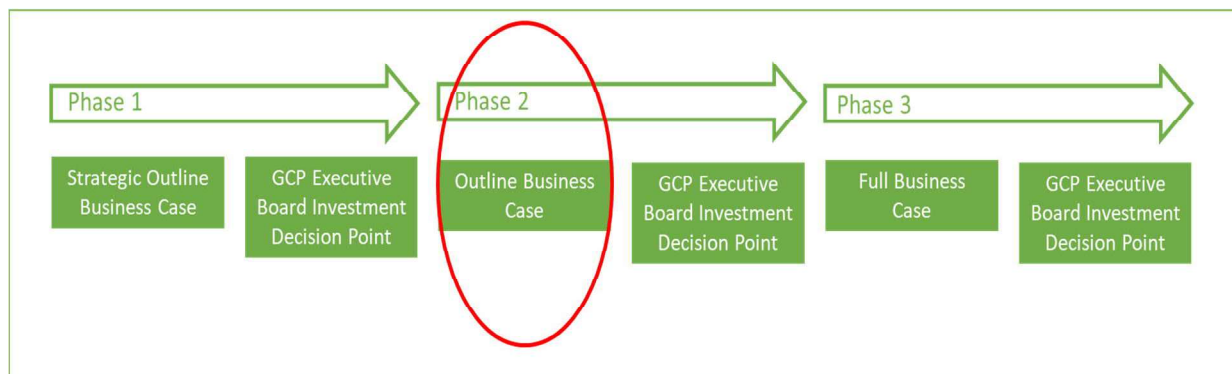 Phase 1
Phase 2
Phase 3
Strategic Outline
Business Case
GCP Executive
Board Investment
Decision Point
Outline Business
Case
GCP Executive
Board Investment
Decision Point
Full Business
Case
GCP Executive
Board Investment
Decision Point